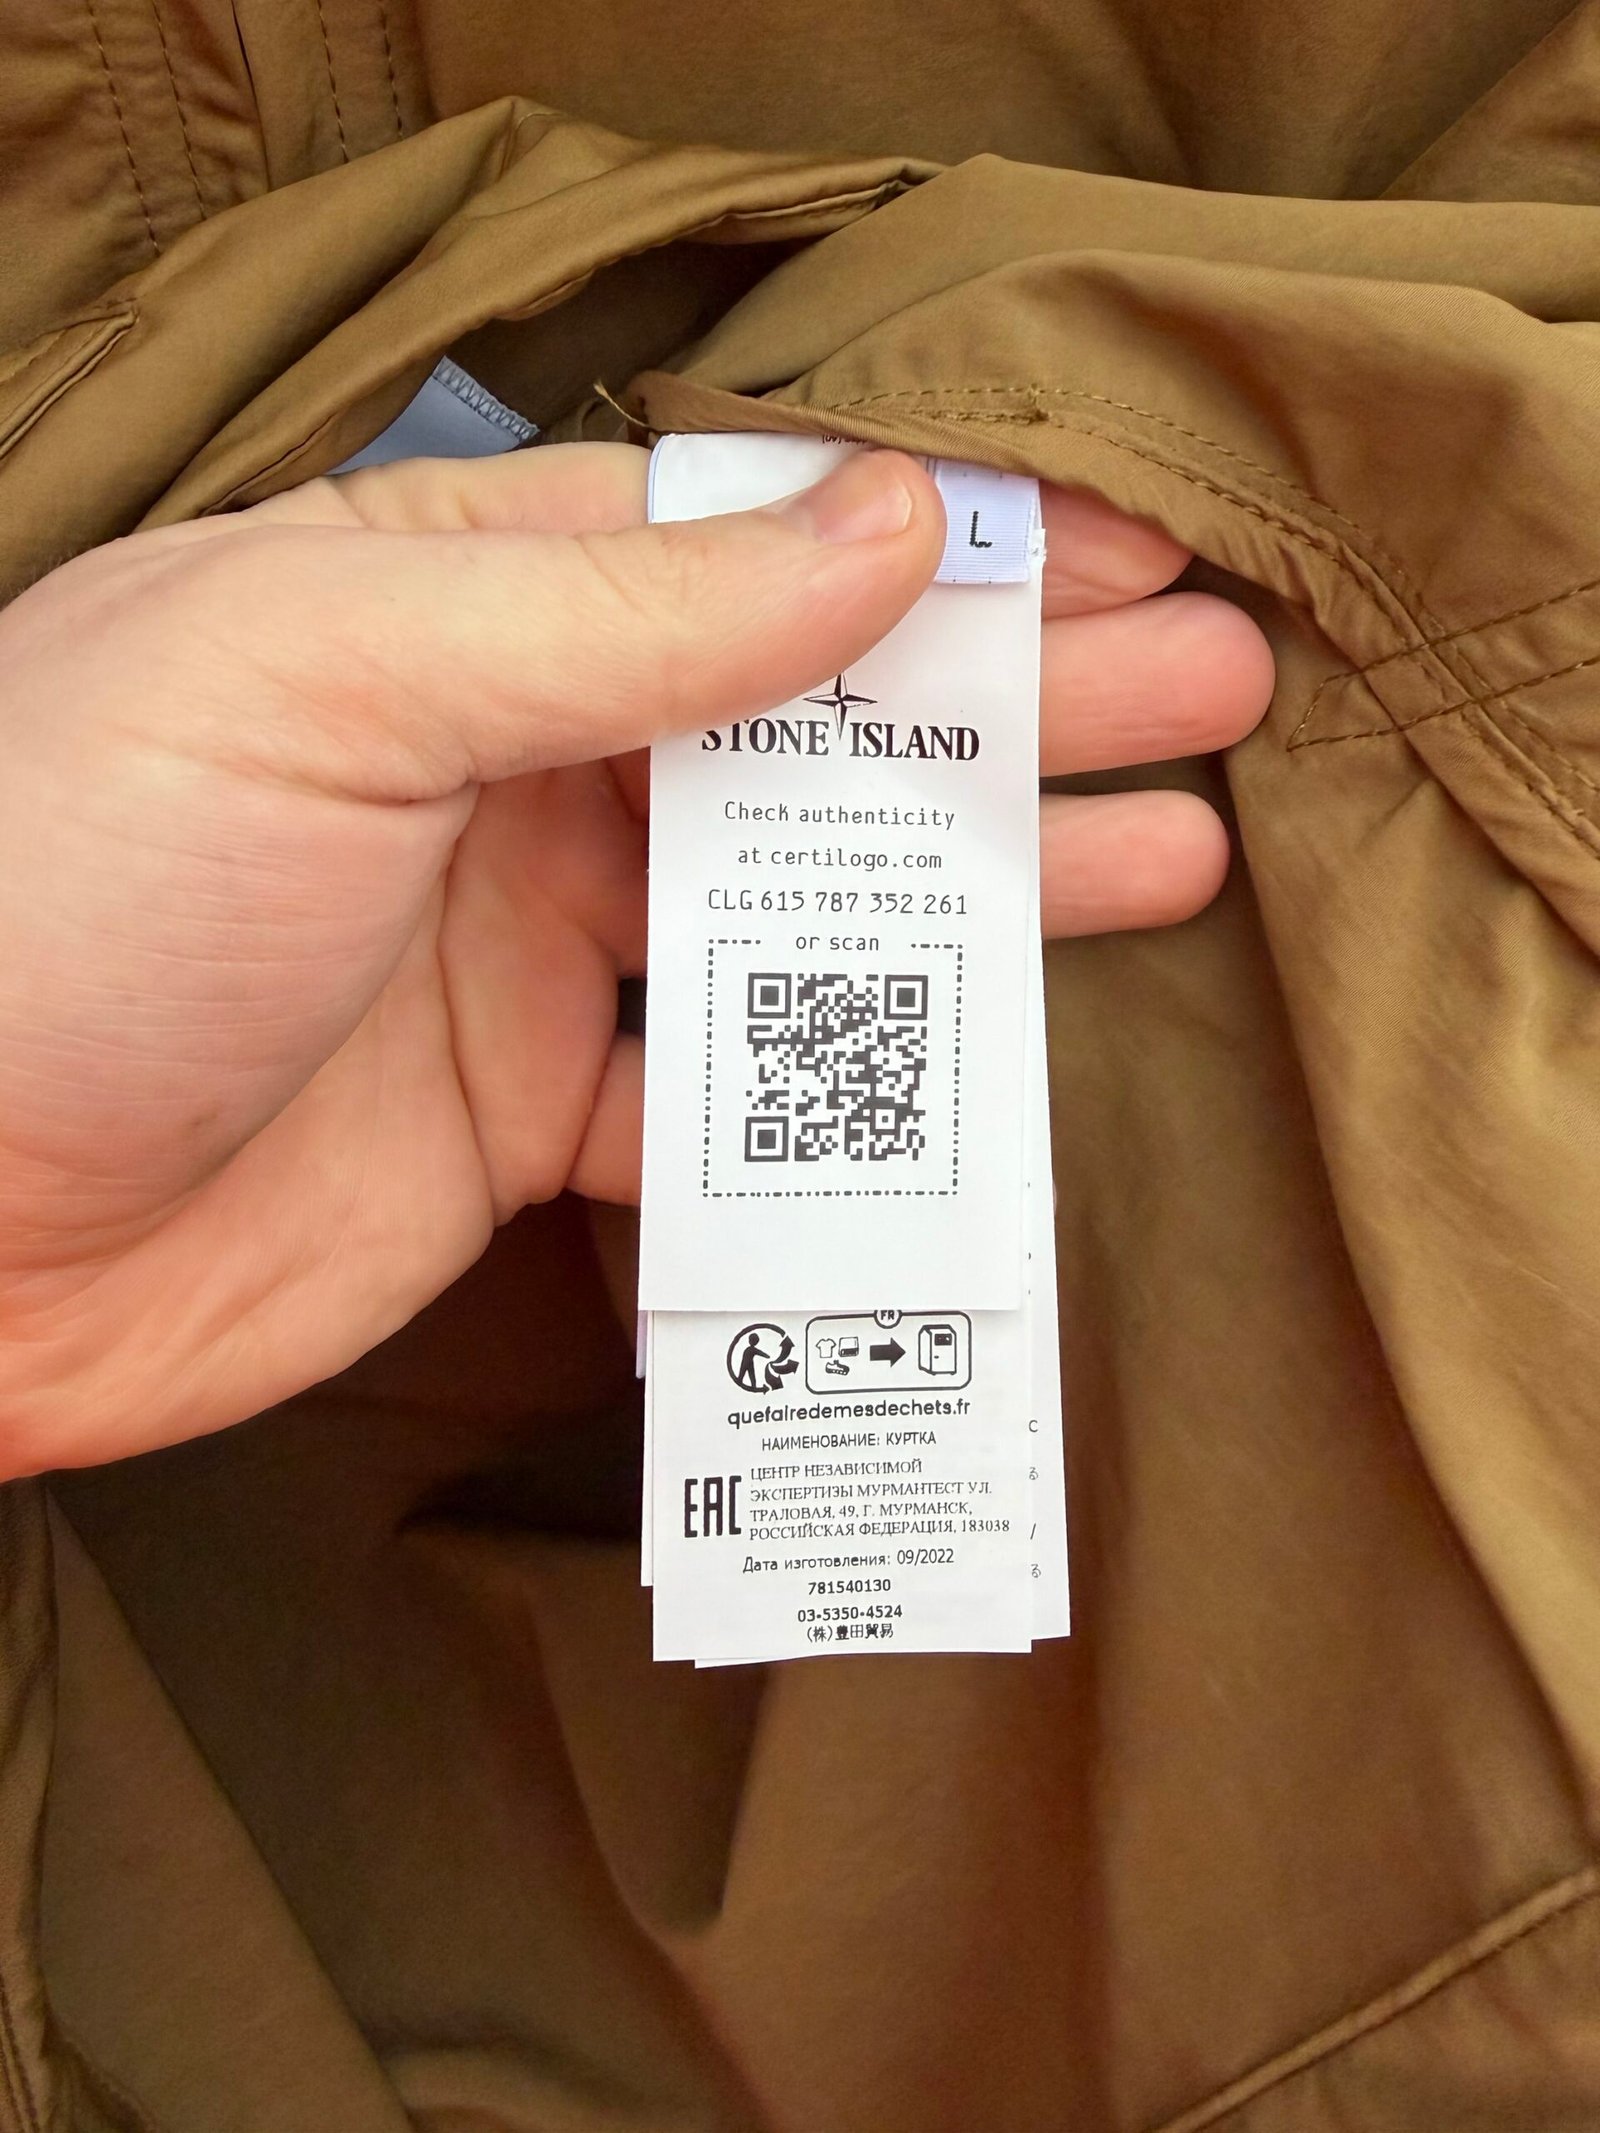 L
STONE ISLAND
Check authenticity
at certilogo.com
CLG 615 787 352 261
or scan
FR
quefairedemesdechets.fr
НАИМЕНОВАНИЕ: КУРТКА
EAC
ЦЕНТР НЕЗАВИСИМОЙ
ЭКСПЕРТИЗЫ МУРМАНТЕСТ УЛ.
ТРАЛОВАЯ, 49, Г. МУРМАНСК,
РОССИЙСКАЯ ФЕДЕРАЦИЯ, 183038
Дата изготовления: 09/2022
781540130
03-5350-4524
(株)豊田貿易